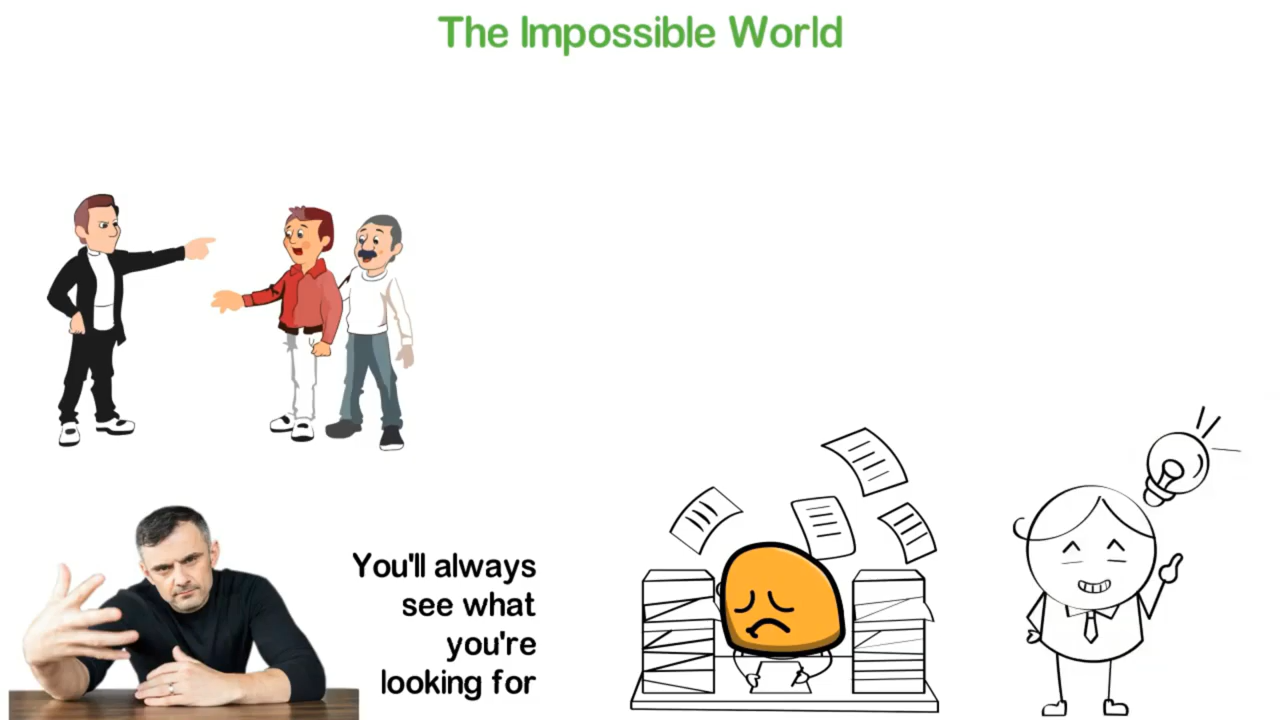 The Impossible World
You'll always
see what
you're
looking for